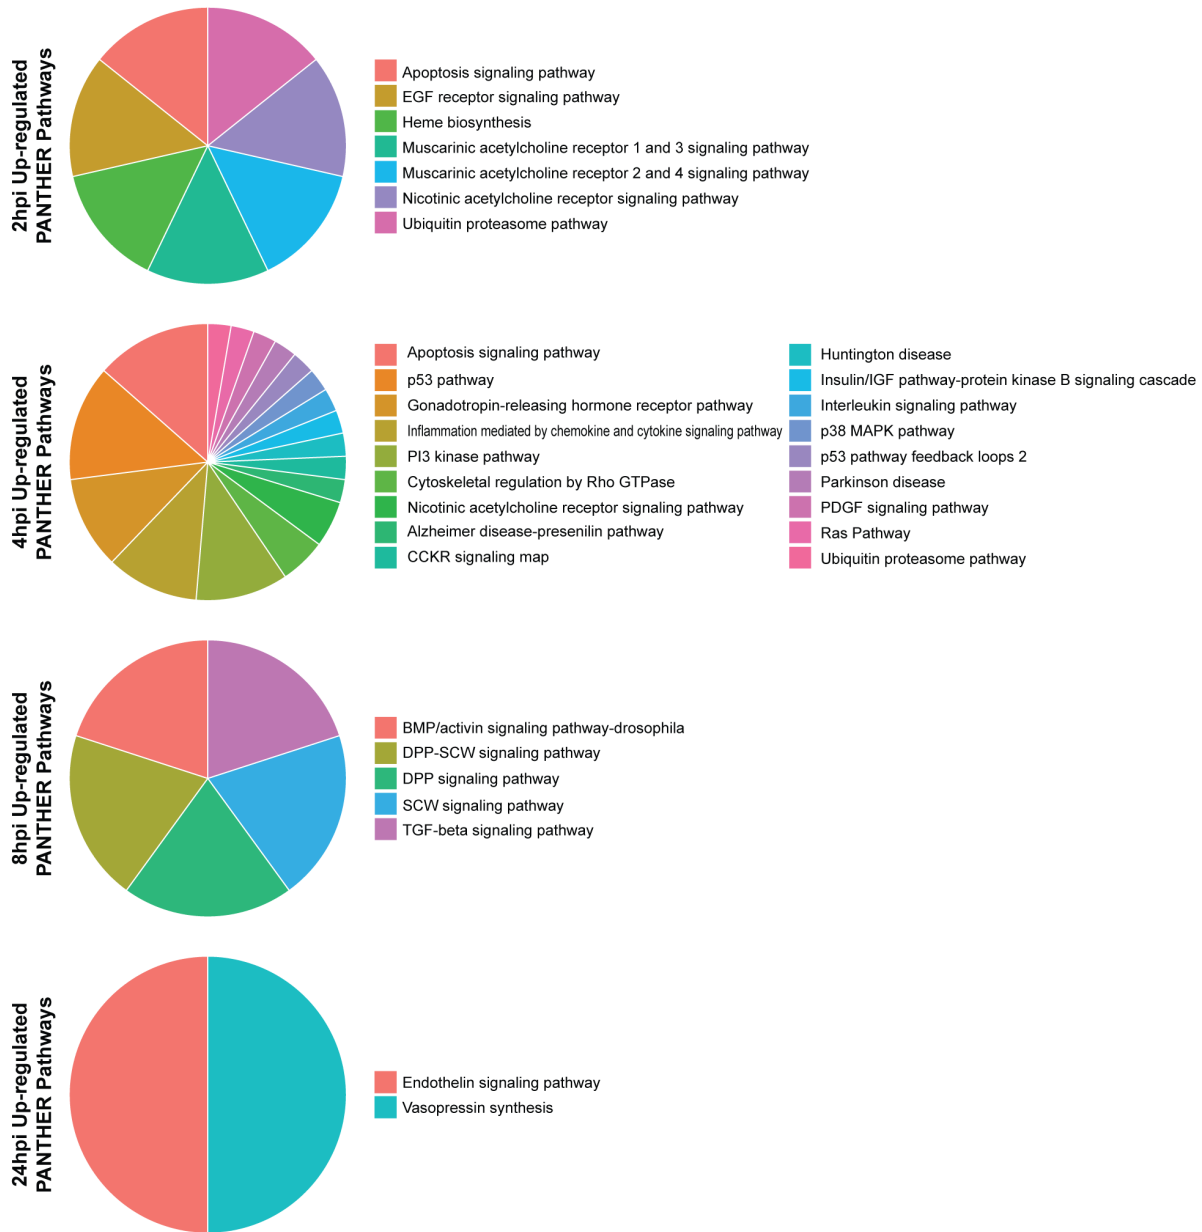 2hpi Up-regulated
PANTHER Pathways
Apoptosis signaling pathway
EGF receptor signaling pathway
Heme biosynthesis
Muscarinic acetylcholine receptor 1 and 3 signaling pathway
Muscarinic acetylcholine receptor 2 and 4 signaling pathway
Nicotinic acetylcholine receptor signaling pathway
Ubiquitin proteasome pathway
4hpi Up-regulated
PANTHER Pathways
Apoptosis signaling pathway
p53 pathway
Gonadotropin-releasing hormone receptor pathway
Inflammation mediated by chemokine and cytokine signaling pathway
PI3 kinase pathway
Cytoskeletal regulation by Rho GTPase
Nicotinic acetylcholine receptor signaling pathway
Alzheimer disease-presenilin pathway
CCKR signaling map
Huntington disease
Insulin/IGF pathway-protein kinase B signaling cascade
Interleukin signaling pathway
p38 MAPK pathway
p53 pathway feedback loops 2
Parkinson disease
PDGF signaling pathway
Ras Pathway
Ubiquitin proteasome pathway
8hpi Up-regulated
PANTHER Pathways
BMP/activin signaling pathway-drosophila
DPP-SCW signaling pathway
DPP signaling pathway
SCW signaling pathway
TGF-beta signaling pathway
24hpi Up-regulated
PANTHER Pathways
Endothelin signaling pathway
Vasopressin synthesis